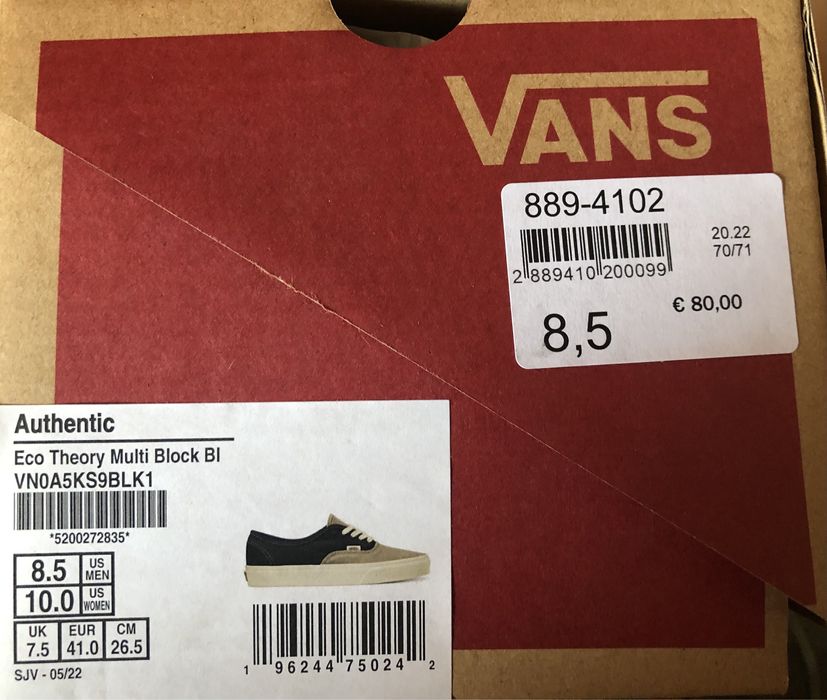 VANS
889-4102
20.22
70/71
2 889410 200099
€ 80,00
8,5
Authentic
Eco Theory Multi Block Bl
VN0A5KS9BLK1
*5200272835*
8.5 US MEN
10.0 US WOMEN
UK EUR CM
7.5 41.0 26.5
SJV - 05/22
1 96244 75024 2